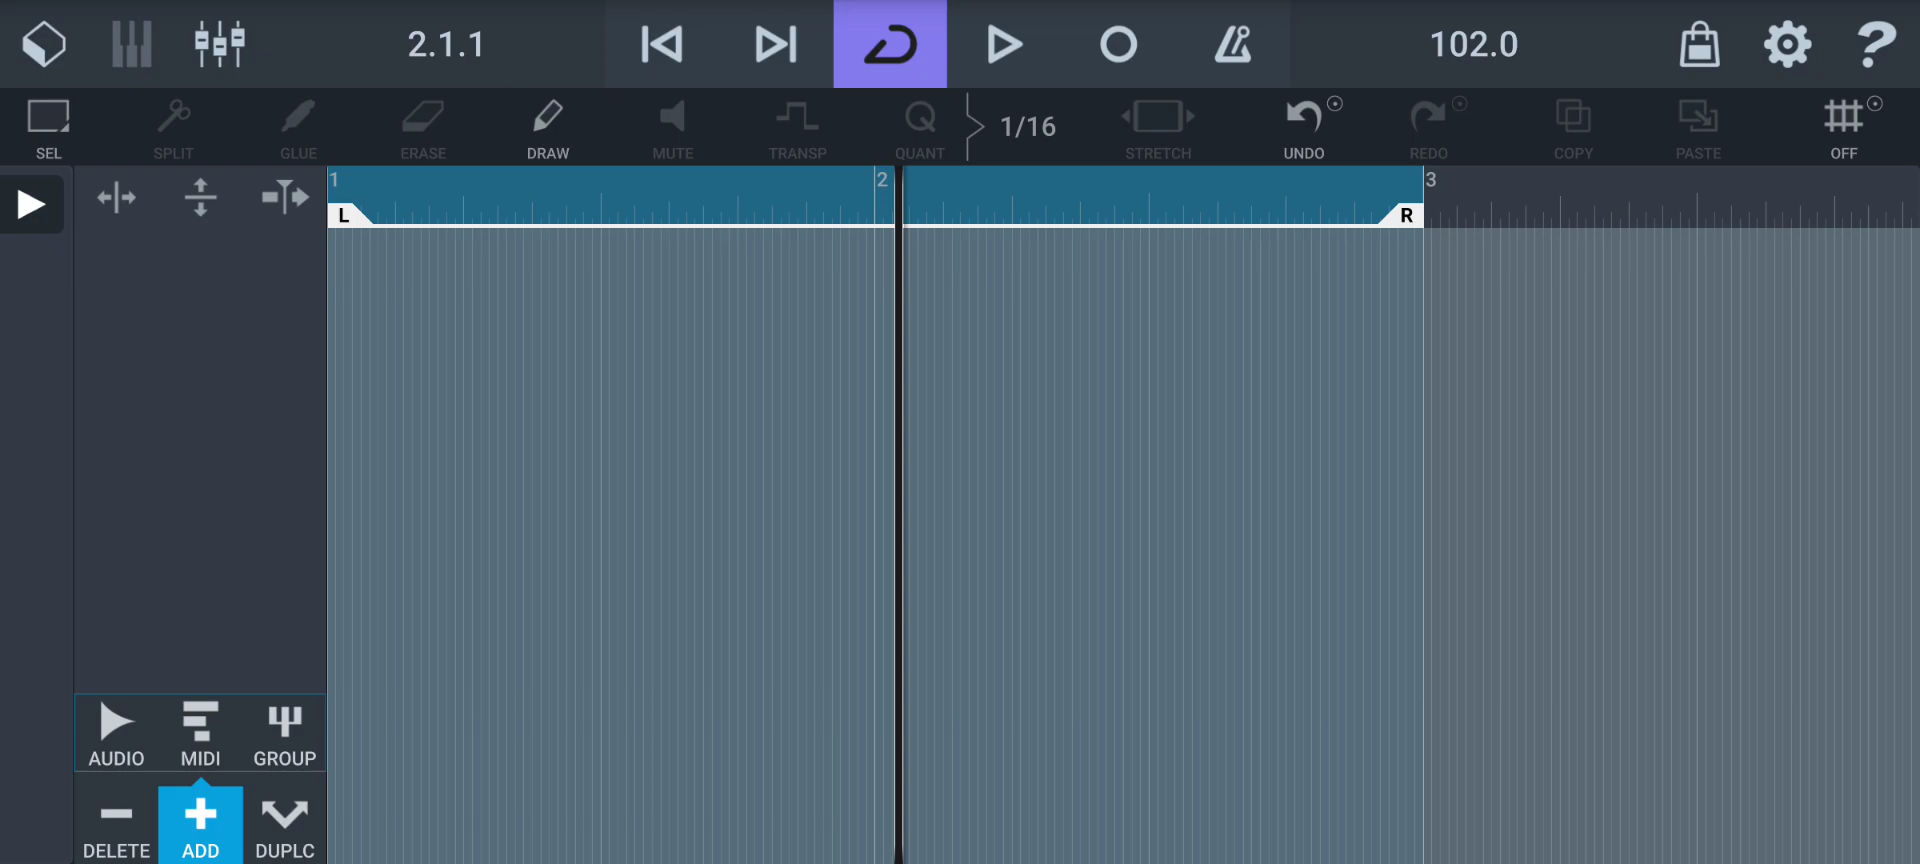 2.1.1
102.0
SEL
SPLIT
GLUE
ERASE
DRAW
MUTE
TRANSP
Q
QUANT
1/16
STRETCH
UNDO
REDO
COPY
PASTE
OFF
1
2
3
L
R
AUDIO
MIDI
GROUP
DELETE
ADD
DUPLC